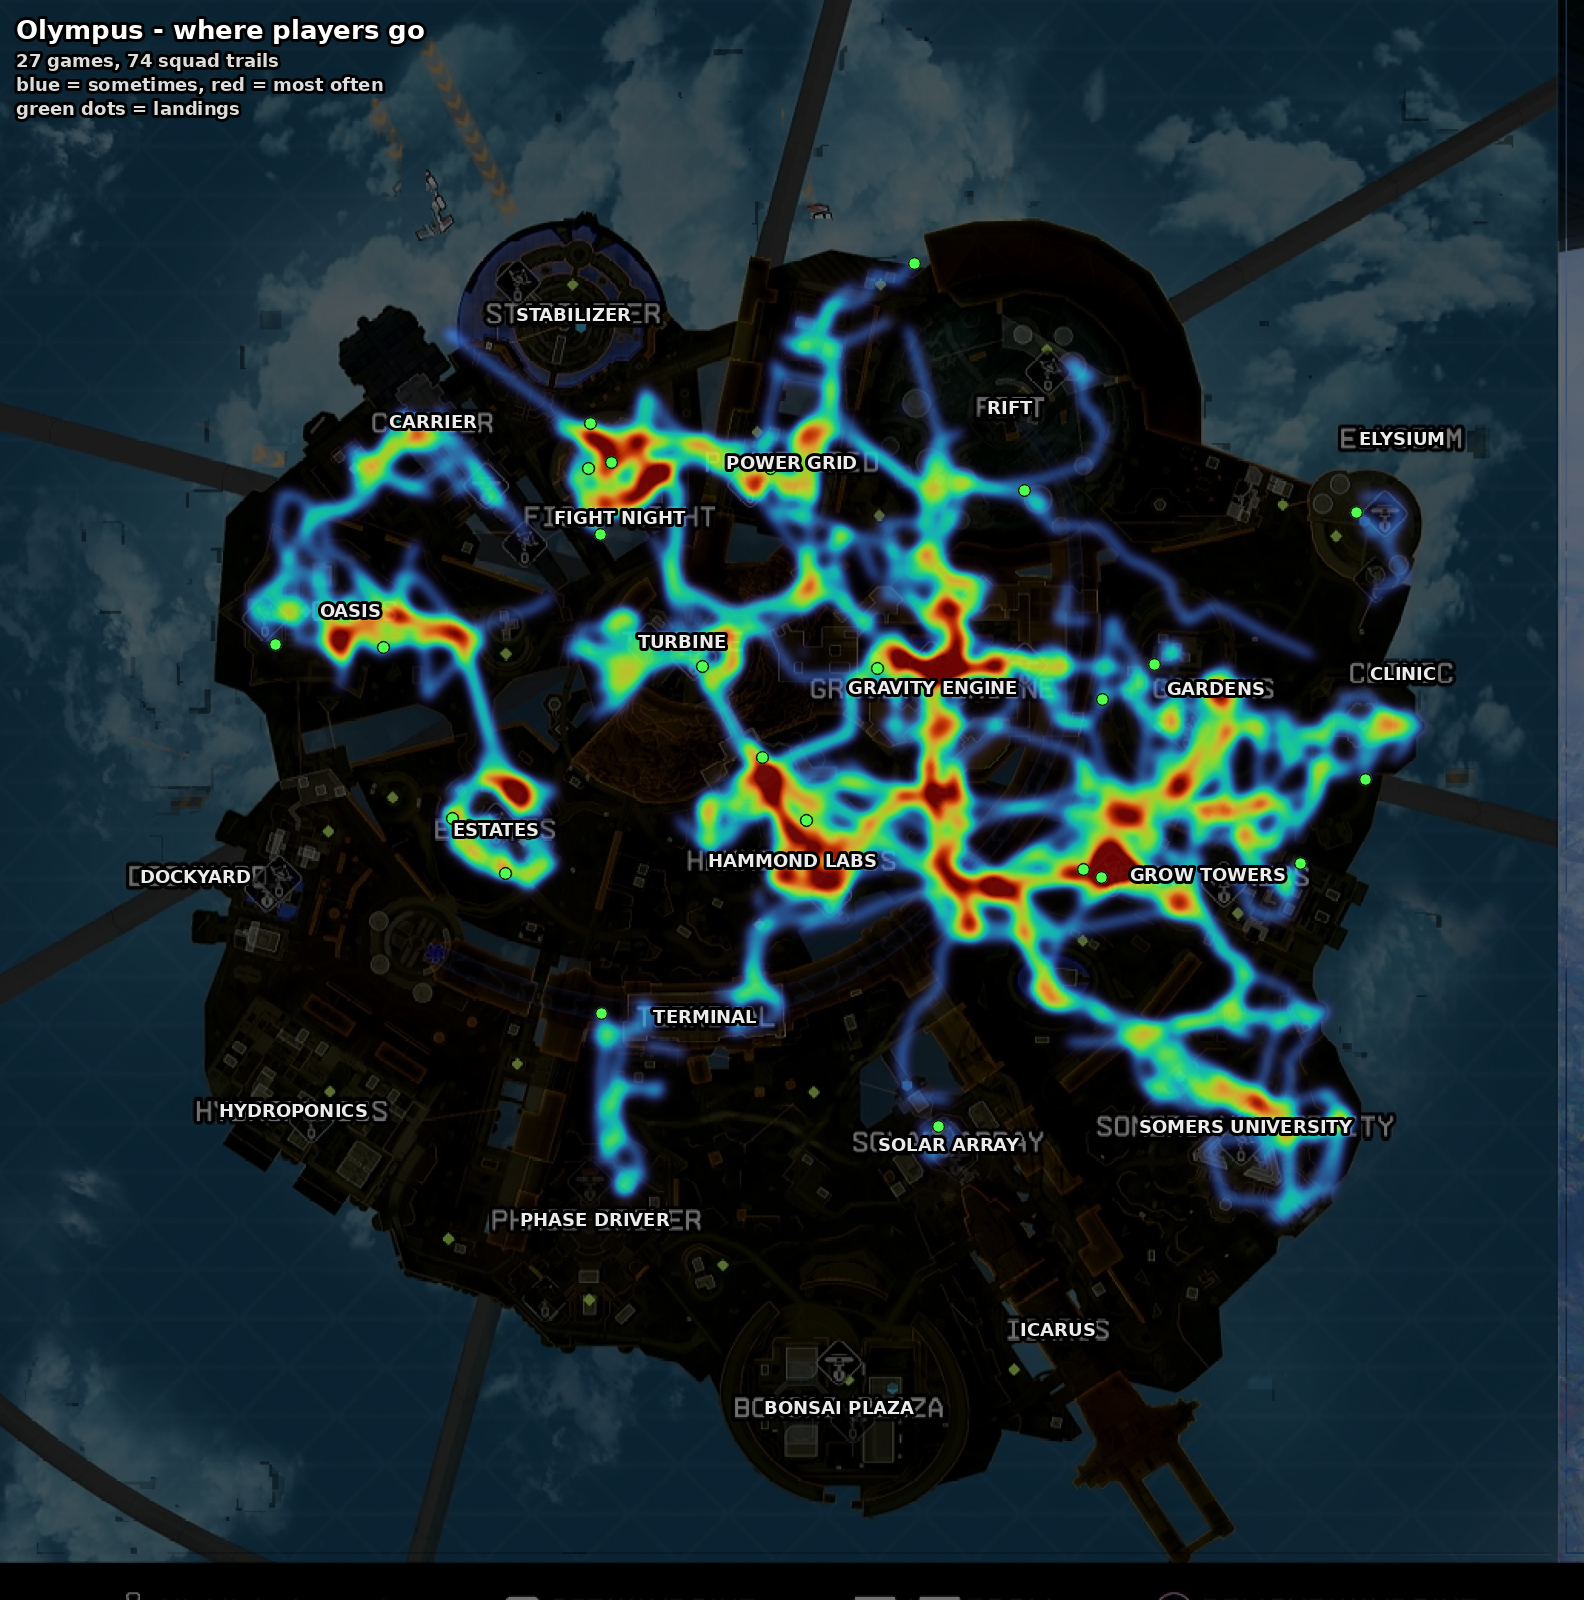 Olympus - where players go
27 games, 74 squad trails
blue = sometimes, red = most often
green dots = landings
STABILIZER
CARRIER
RIFT
ELYSIUM
POWER GRID
FIGHT NIGHT
OASIS
TURBINE
CLINIC
GRAVITY ENGINE
GARDENS
ESTATES
HAMMOND LABS
DOCKYARD
GROW TOWERS
TERMINAL
HYDROPONICS
SOMERS UNIVERSITY
SOLAR ARRAY
PHASE DRIVER
ICARUS
BONSAI PLAZA